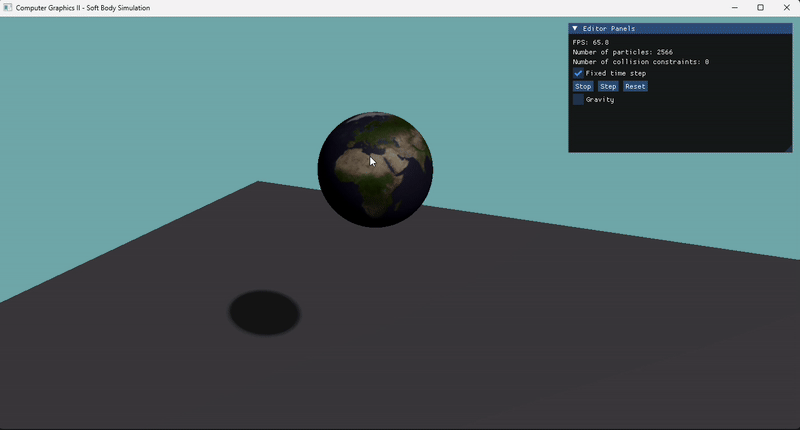 Computer Graphics II - Soft Body Simulation
Editor Panels
FPS: 65.8
Number of particles: 2566
Number of collision constraints: 0
Fixed time step
Stop Step Reset
Gravity